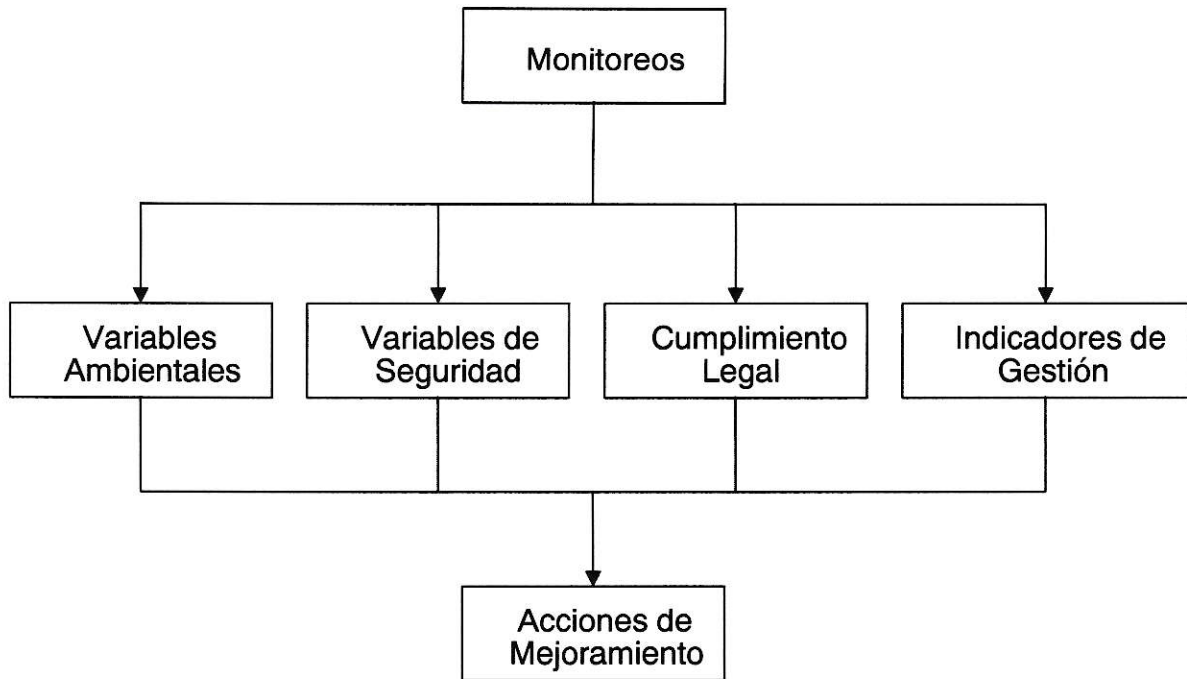 Monitoreos
Variables
Ambientales
Variables de
Seguridad
Cumplimiento
Legal
Indicadores de
Gestión
Acciones de
Mejoramiento